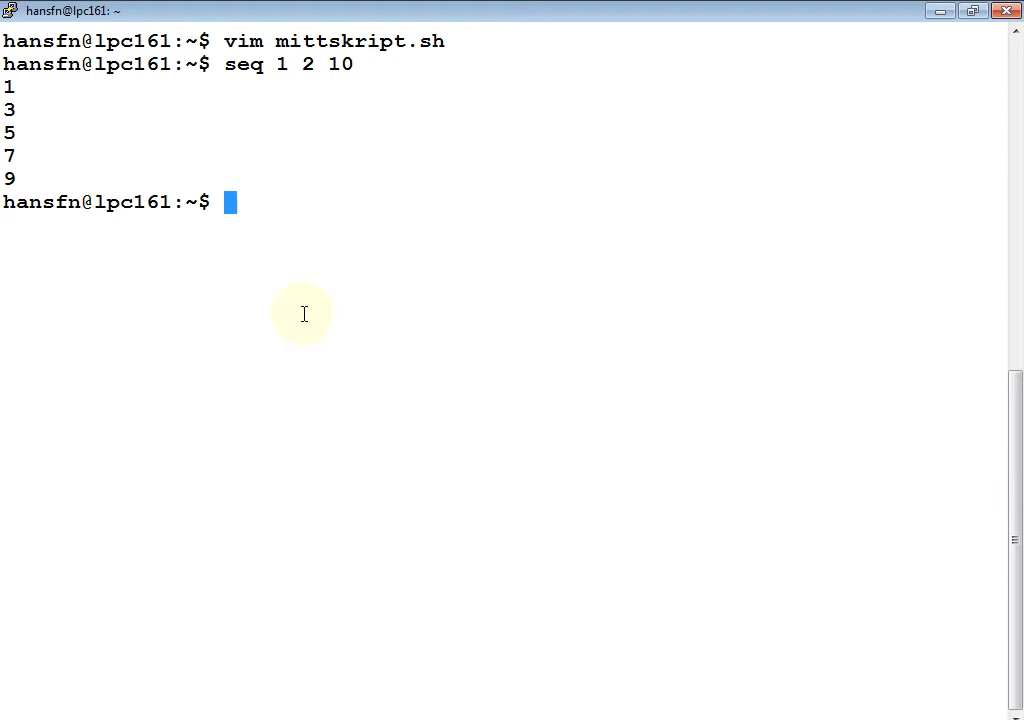 hansfn@lpc161: ~
hansfn@lpc161:~$ vim mittskript.sh
hansfn@lpc161:~$ seq 1 2 10
1
3
5
7
9
hansfn@lpc161:~$